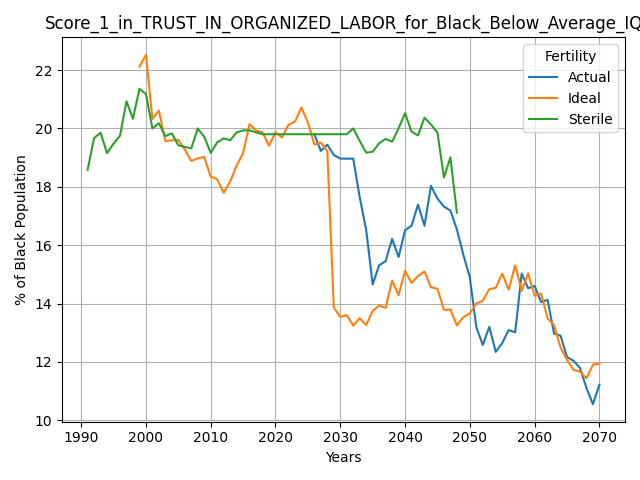 Score_1_in_TRUST_IN_ORGANIZED_LABOR_for_Black_Below_Average_IQ
Fertility
Actual
Ideal
Sterile
% of Black Population
22
20
18
16
14
12
10
1990 2000 2010 2020 2030 2040 2050 2060 2070
Years